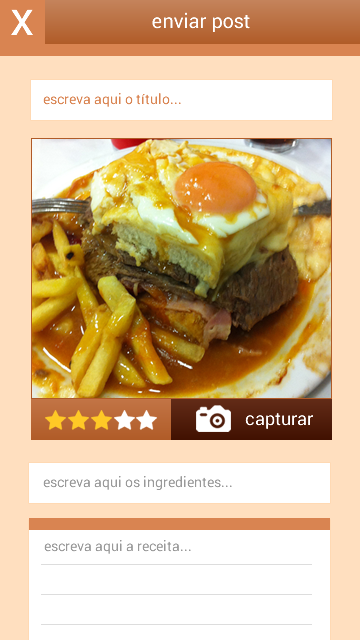 X
enviar post
escreva aqui o título...
capturar
escreva aqui os ingredientes...
escreva aqui a receita...